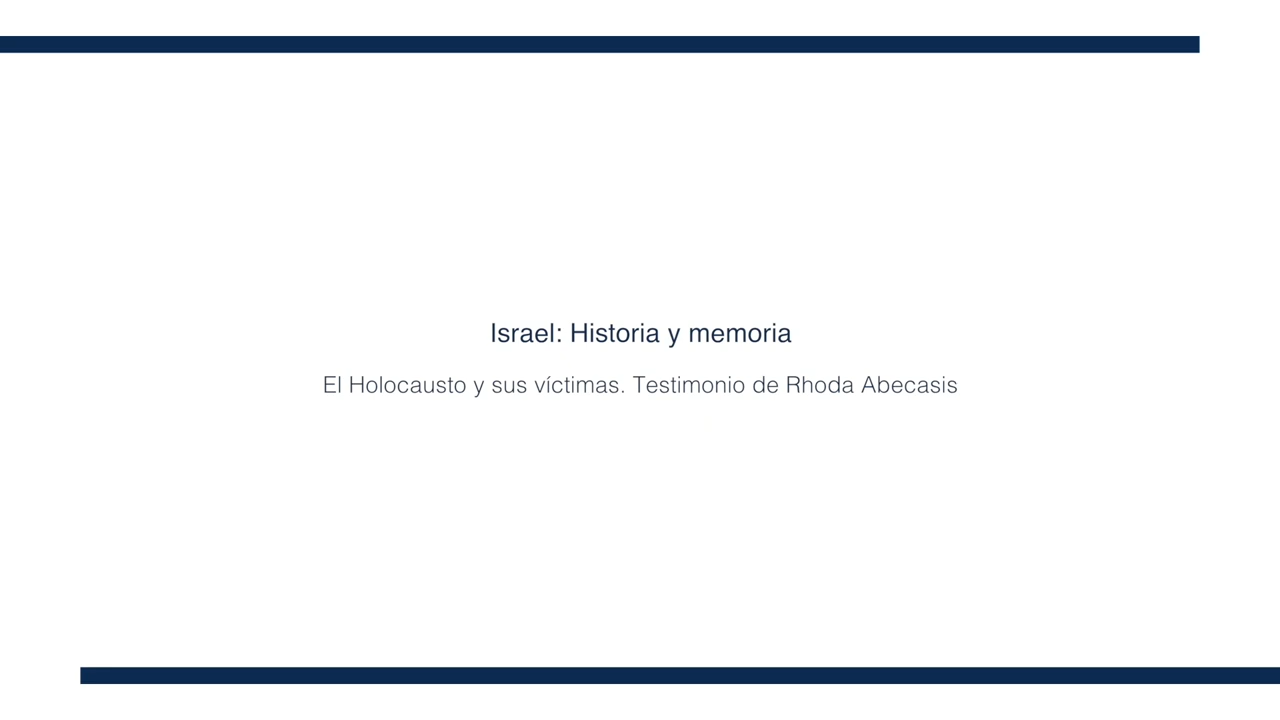 Israel: Historia y memoria
El Holocausto y sus víctimas. Testimonio de Rhoda Abecasis